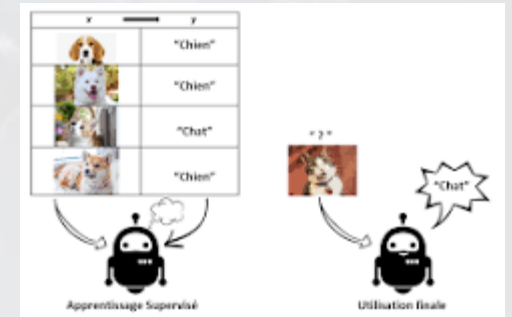 x y
"Chien"
"Chien"
"Chat"
"Chien"
Apprentissage Supervisé
" ? "
"Chat"
Utilisation finale